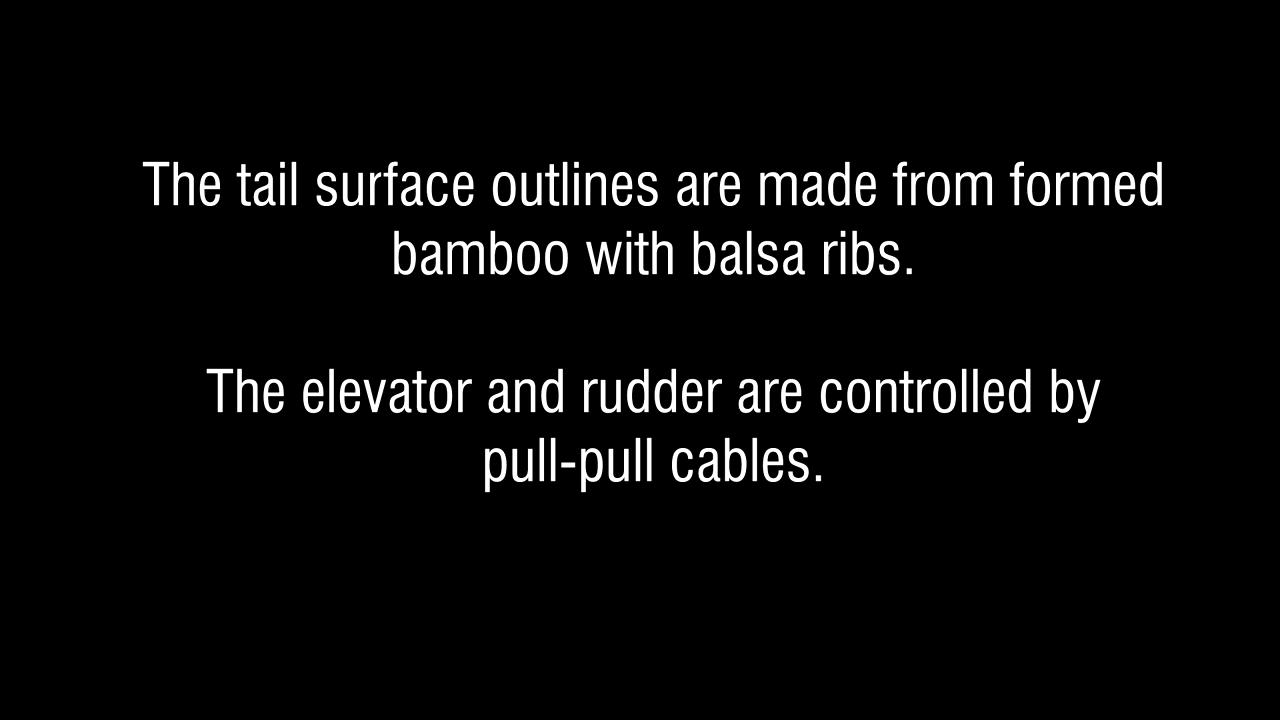 The tail surface outlines are made from formed
bamboo with balsa ribs.
The elevator and rudder are controlled by
pull-pull cables.